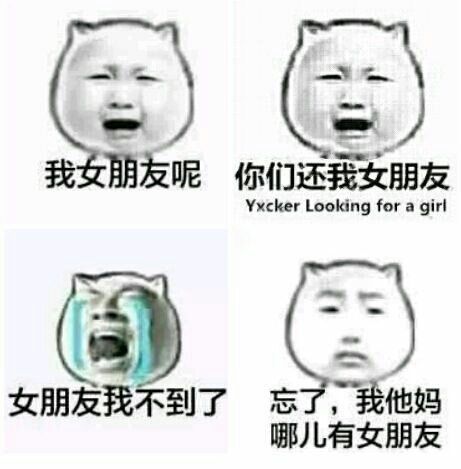 我女朋友呢
你们还我女朋友
Yxcker Looking for a girl
女朋友找不到了
忘了，我他妈
哪儿有女朋友